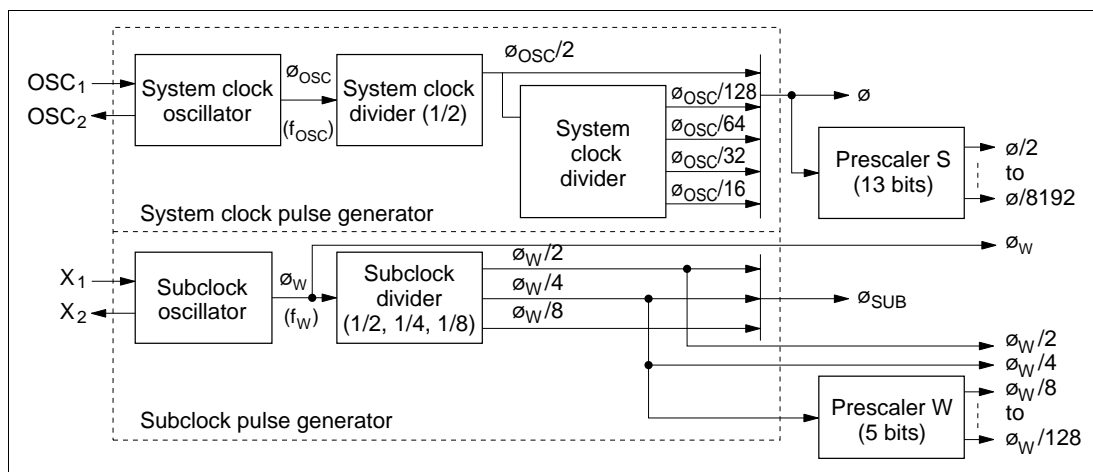 OSC1
OSC2
System clock
oscillator
øOSC
(fOSC)
System clock
divider (1/2)
øOSC/2
System
clock
divider
øOSC/128
øOSC/64
øOSC/32
øOSC/16
ø
Prescaler S
(13 bits)
ø/2
to
ø/8192
System clock pulse generator
X1
X2
Subclock
oscillator
øW
(fW)
Subclock
divider
(1/2, 1/4, 1/8)
øW/2
øW/4
øW/8
øW
øSUB
øW/2
øW/4
Prescaler W
(5 bits)
øW/8
to
øW/128
Subclock pulse generator